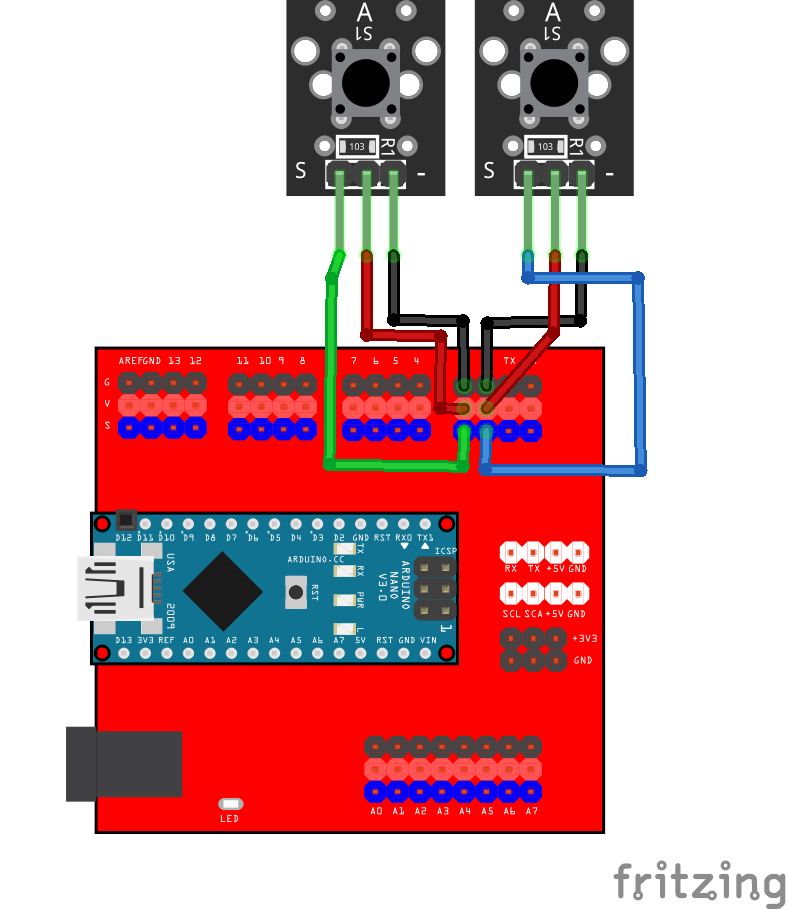 A A
S1 S1
103 R1 103 R1
S - S -
AREF GND 13 12 11 10 9 8 7 6 5 4 TX
G
V
S
D12 D11 D10 D9 D8 D7 D6 D5 D4 D3 D2 GND RST RX0 TX1
USA
2009
ARDUINO.CC
RST
TX
RX
PWR
L
ARDUINO
NANO
V3.0
ICSP
1
D13 3V3 REF A0 A1 A2 A3 A4 A5 A6 A7 5V RST GND VIN
RX TX +5V GND
SCL SCA +5V GND
+3V3
GND
A0 A1 A2 A3 A4 A5 A6 A7
LED
fritzing